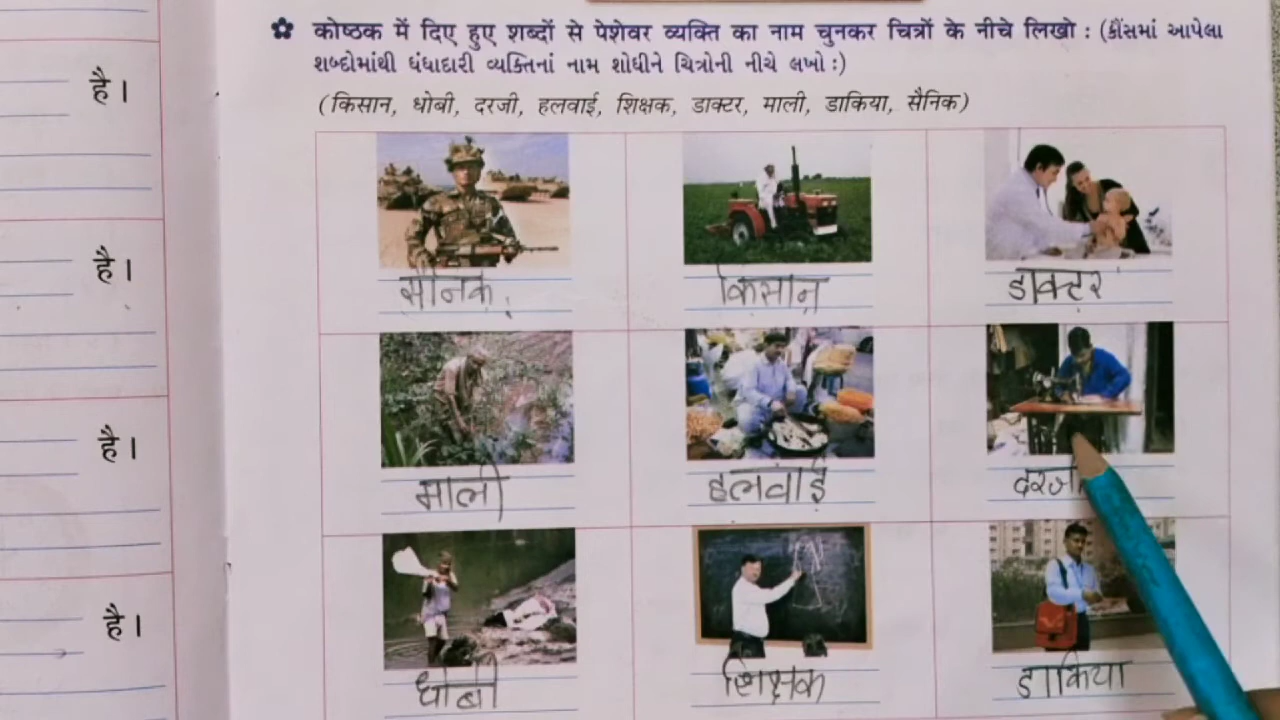 कोष्ठक में दिए हुए शब्दों से पेशेवर व्यक्ति का नाम चुनकर चित्रों के नीचे लिखो : (કૌંસમાં આપેલા
શબ્દોમાંથી ધંધાદારી વ્યક્તિનાં નામ શોધીને ચિત્રોની નીચે લખો :)
(किसान, धोबी, दरजी, हलवाई, शिक्षक, डाक्टर, माली, डाकिया, सैनिक)
है।
सैनिक किसान डाक्टर
है।
माली हलवाई
है।
धोबी शिक्षक डाकिया
है।